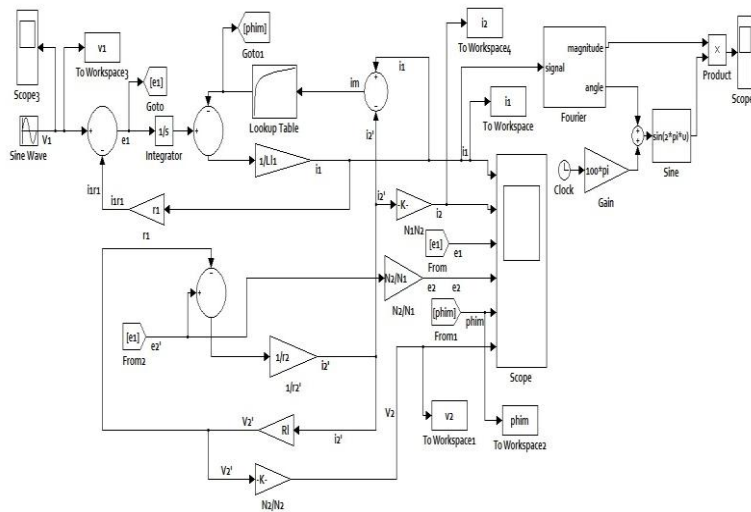 v1
To Workspace3
Scope3
[e1]
Goto
[phim]
Goto1
i2
To Workspace4
i1
im
i2'
Lookup Table
magnitude
signal
angle
Fourier
×
Product
Scope
Sine Wave
V1
+
-
e1
1/s
Integrator
+
-
1/Ll1
i1
+
-
i1
To Workspace
i1
Clock
100*pi
Gain
+
+
sin(2*pi*u)
Sine
i1r1
i1r1
r1
r1
i2'
-K-
i2
N1N2
[e1]
From
e1
N2/N1
e2
e2
N2/N1
[phim]
From1
phim
Scope
-
+
[e1]
From2
e2'
1/r2
i2'
1/r2'
V2'
Rl
i2'
V2
v2
To Workspace1
phim
To Workspace2
V2'
-K-
N2/N2